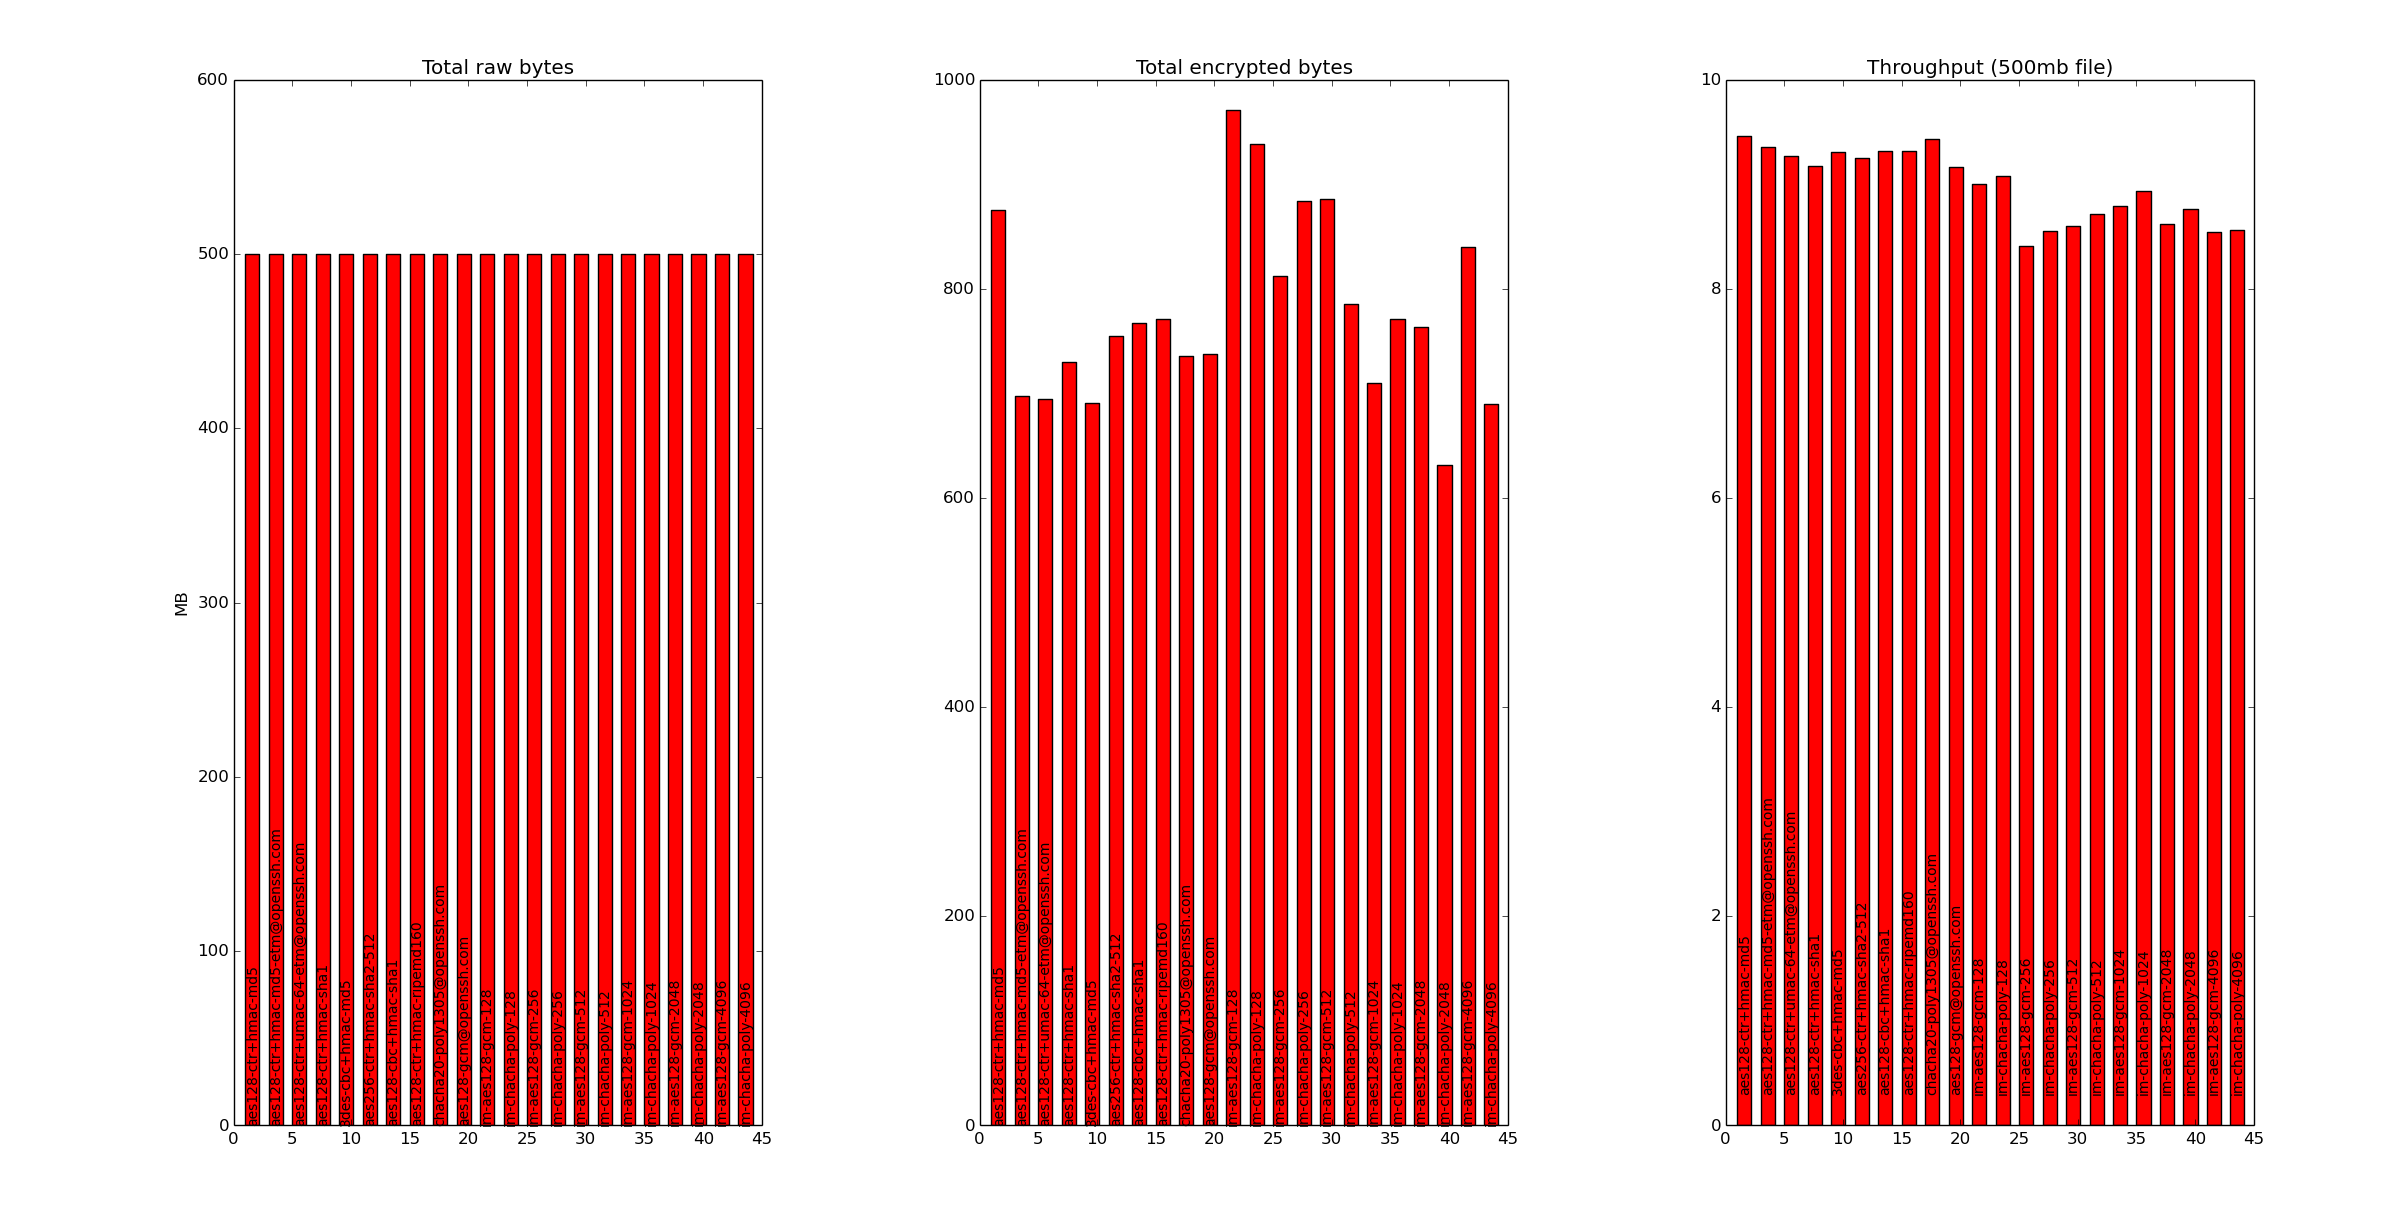 Total raw bytes
600
500
400
300
200
100
0
MB
aes128-ctr+hmac-md5
aes128-ctr+hmac-md5-etm@openssh.com
aes128-ctr+umac-64-etm@openssh.com
aes128-ctr+hmac-sha1
3des-cbc+hmac-md5
aes256-ctr+hmac-sha2-512
aes128-cbc+hmac-sha1
aes128-ctr+hmac-ripemd160
chacha20-poly1305@openssh.com
aes128-gcm@openssh.com
im-aes128-gcm-128
im-chacha-poly-128
im-aes128-gcm-256
im-chacha-poly-256
im-aes128-gcm-512
im-chacha-poly-512
im-aes128-gcm-1024
im-chacha-poly-1024
im-aes128-gcm-2048
im-chacha-poly-2048
im-aes128-gcm-4096
im-chacha-poly-4096
0 5 10 15 20 25 30 35 40 45
Total encrypted bytes
1000
800
600
400
200
0
aes128-ctr+hmac-md5
aes128-ctr+hmac-md5-etm@openssh.com
aes128-ctr+umac-64-etm@openssh.com
aes128-ctr+hmac-sha1
3des-cbc+hmac-md5
aes256-ctr+hmac-sha2-512
aes128-cbc+hmac-sha1
aes128-ctr+hmac-ripemd160
chacha20-poly1305@openssh.com
aes128-gcm@openssh.com
im-aes128-gcm-128
im-chacha-poly-128
im-aes128-gcm-256
im-chacha-poly-256
im-aes128-gcm-512
im-chacha-poly-512
im-aes128-gcm-1024
im-chacha-poly-1024
im-aes128-gcm-2048
im-chacha-poly-2048
im-aes128-gcm-4096
im-chacha-poly-4096
0 5 10 15 20 25 30 35 40 45
Throughput (500mb file)
10
8
6
4
2
0
aes128-ctr+hmac-md5
aes128-ctr+hmac-md5-etm@openssh.com
aes128-ctr+umac-64-etm@openssh.com
aes128-ctr+hmac-sha1
3des-cbc+hmac-md5
aes256-ctr+hmac-sha2-512
aes128-cbc+hmac-sha1
aes128-ctr+hmac-ripemd160
chacha20-poly1305@openssh.com
aes128-gcm@openssh.com
im-aes128-gcm-128
im-chacha-poly-128
im-aes128-gcm-256
im-chacha-poly-256
im-aes128-gcm-512
im-chacha-poly-512
im-aes128-gcm-1024
im-chacha-poly-1024
im-aes128-gcm-2048
im-chacha-poly-2048
im-aes128-gcm-4096
im-chacha-poly-4096
0 5 10 15 20 25 30 35 40 45